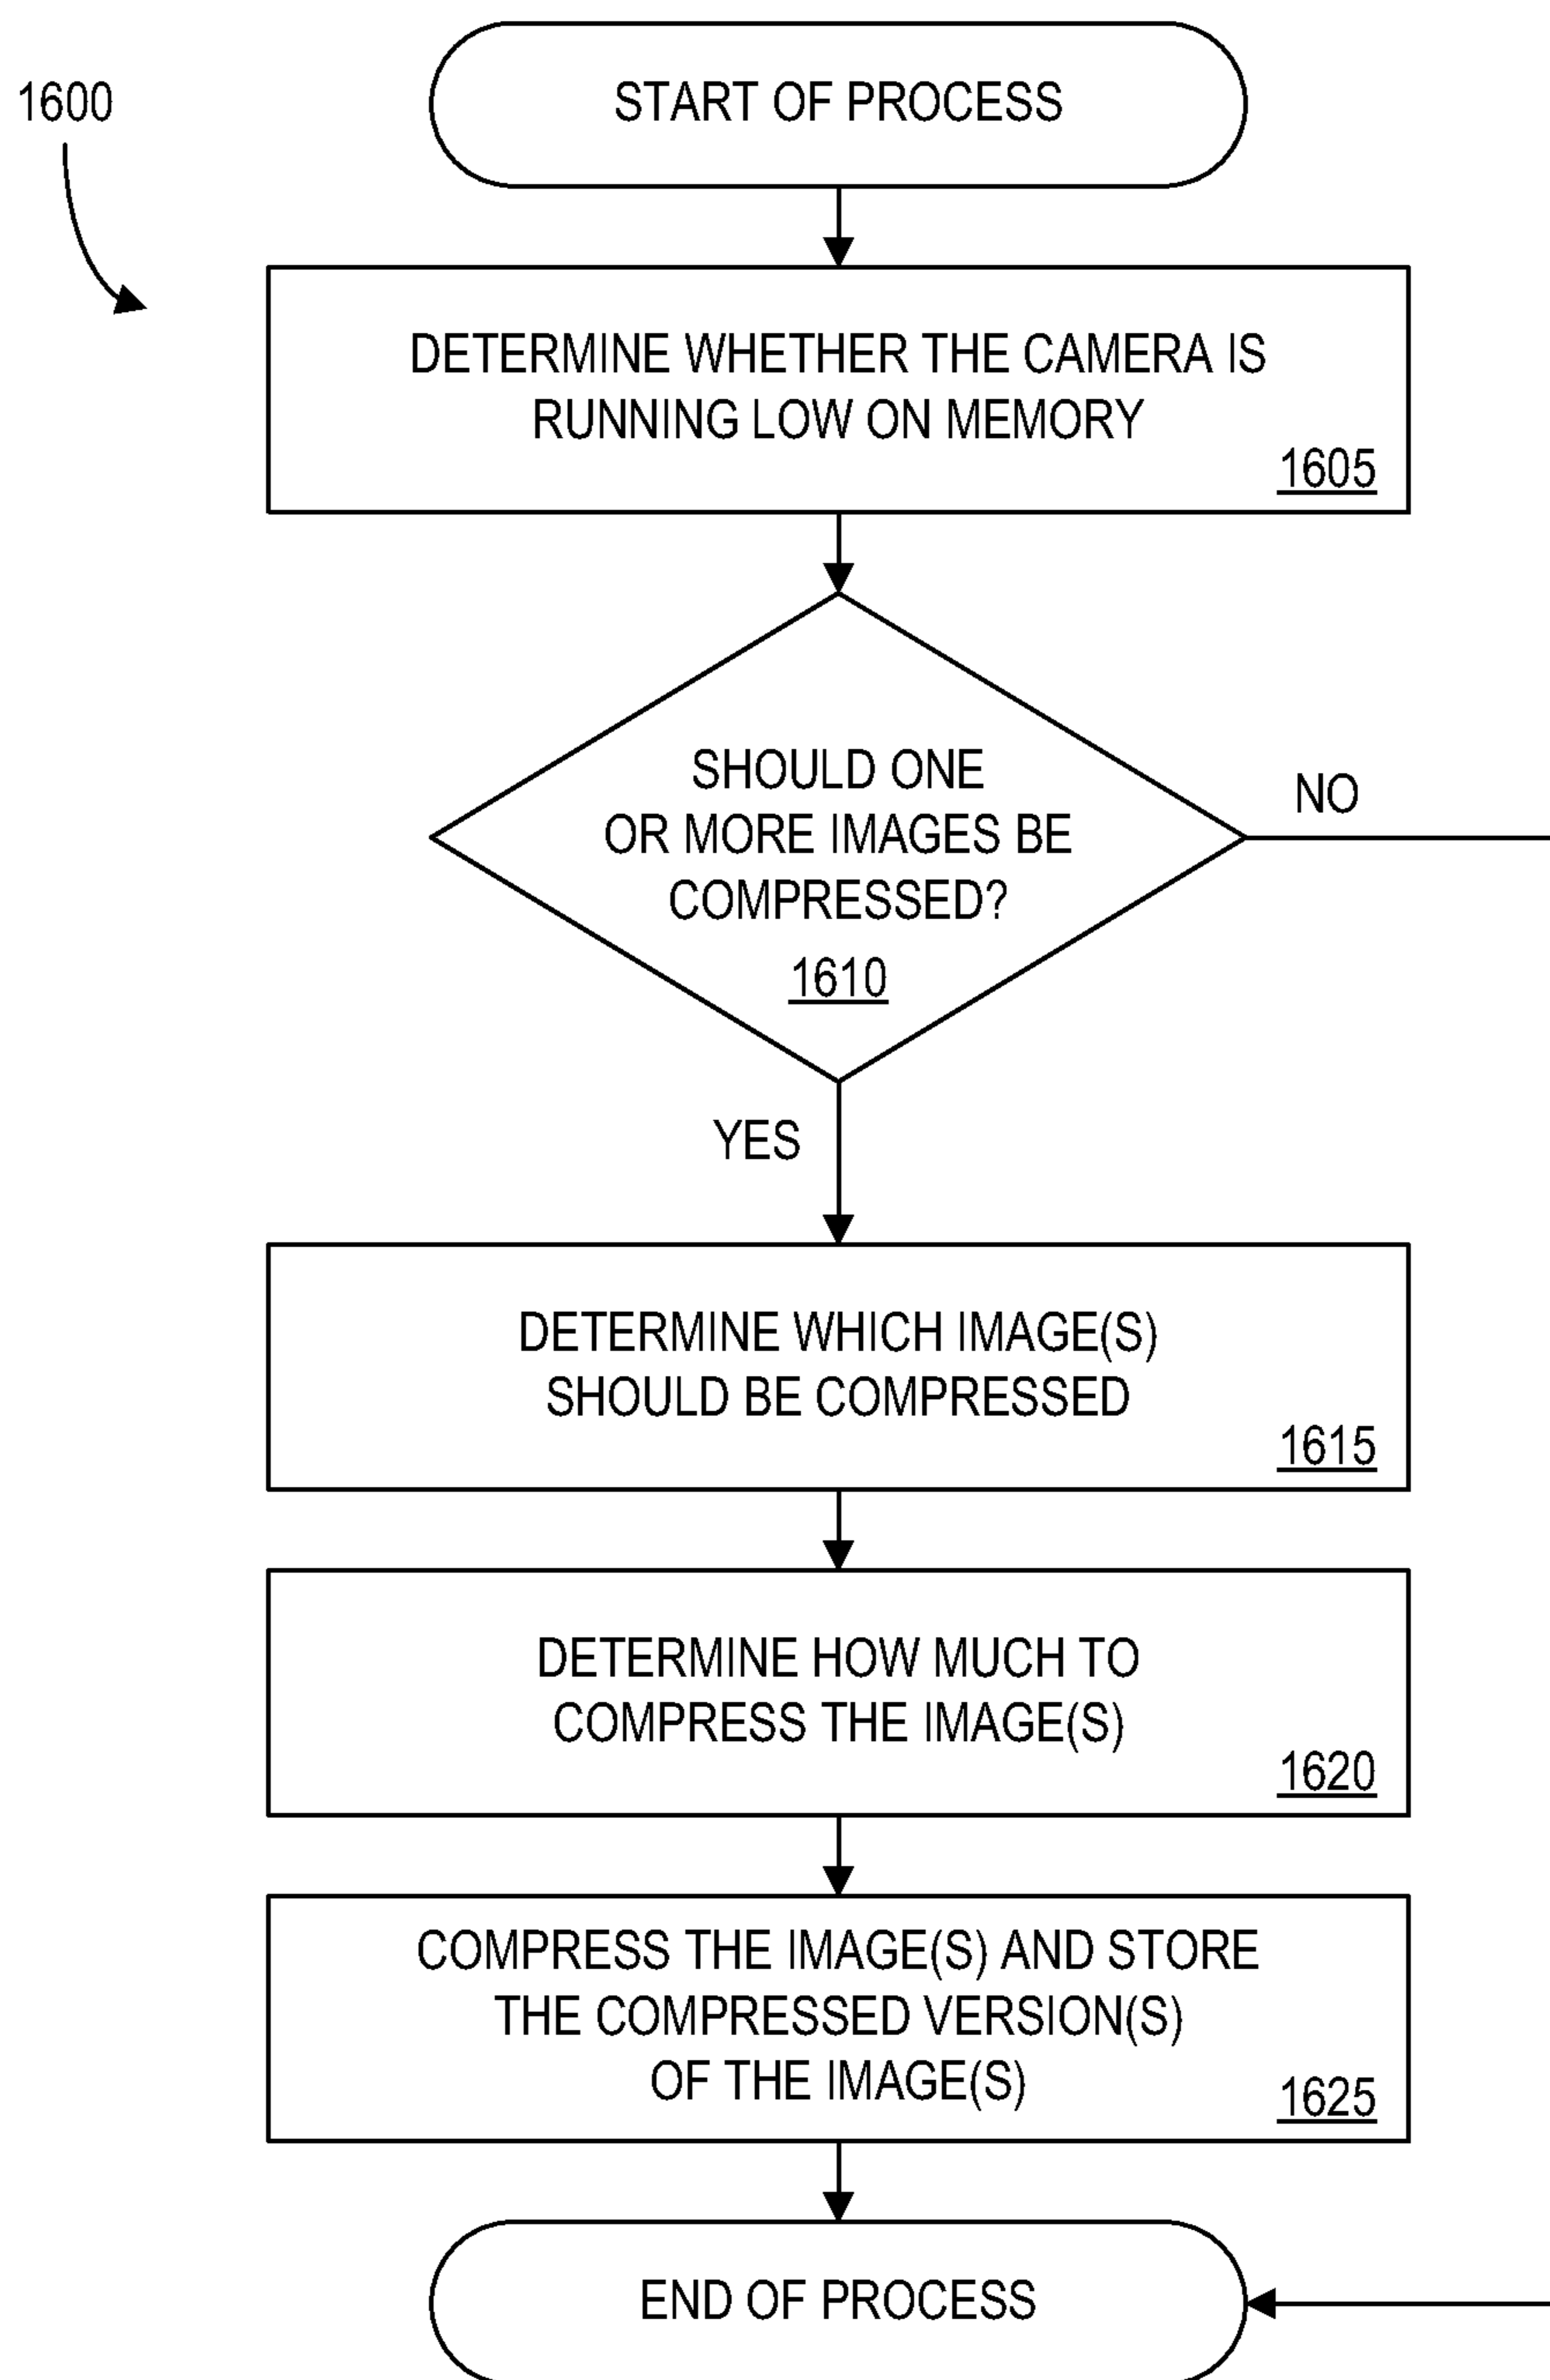 1600
START OF PROCESS
DETERMINE WHETHER THE CAMERA IS
RUNNING LOW ON MEMORY
1605
SHOULD ONE
OR MORE IMAGES BE
COMPRESSED?
1610
NO
YES
DETERMINE WHICH IMAGE(S)
SHOULD BE COMPRESSED
1615
DETERMINE HOW MUCH TO
COMPRESS THE IMAGE(S)
1620
COMPRESS THE IMAGE(S) AND STORE
THE COMPRESSED VERSION(S)
OF THE IMAGE(S)
1625
END OF PROCESS